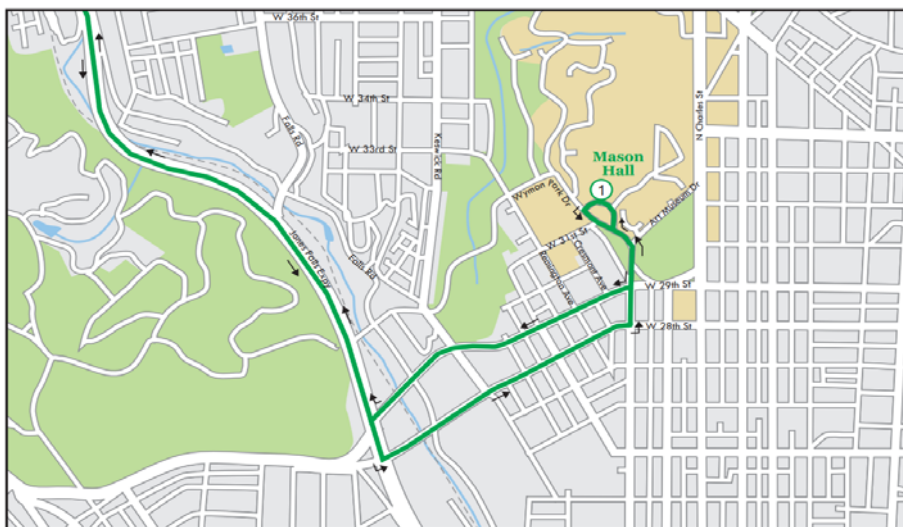 W 36th St
N Charles St
W 34th St
Falls Rd
Keswick Rd
W 33rd St
Mason
Hall
1
Wyman Park Dr
Art Museum Dr
W 31st St
Jones Falls Expy
Falls Rd
Remington Ave
Cresmont Ave
W 29th St
W 28th St